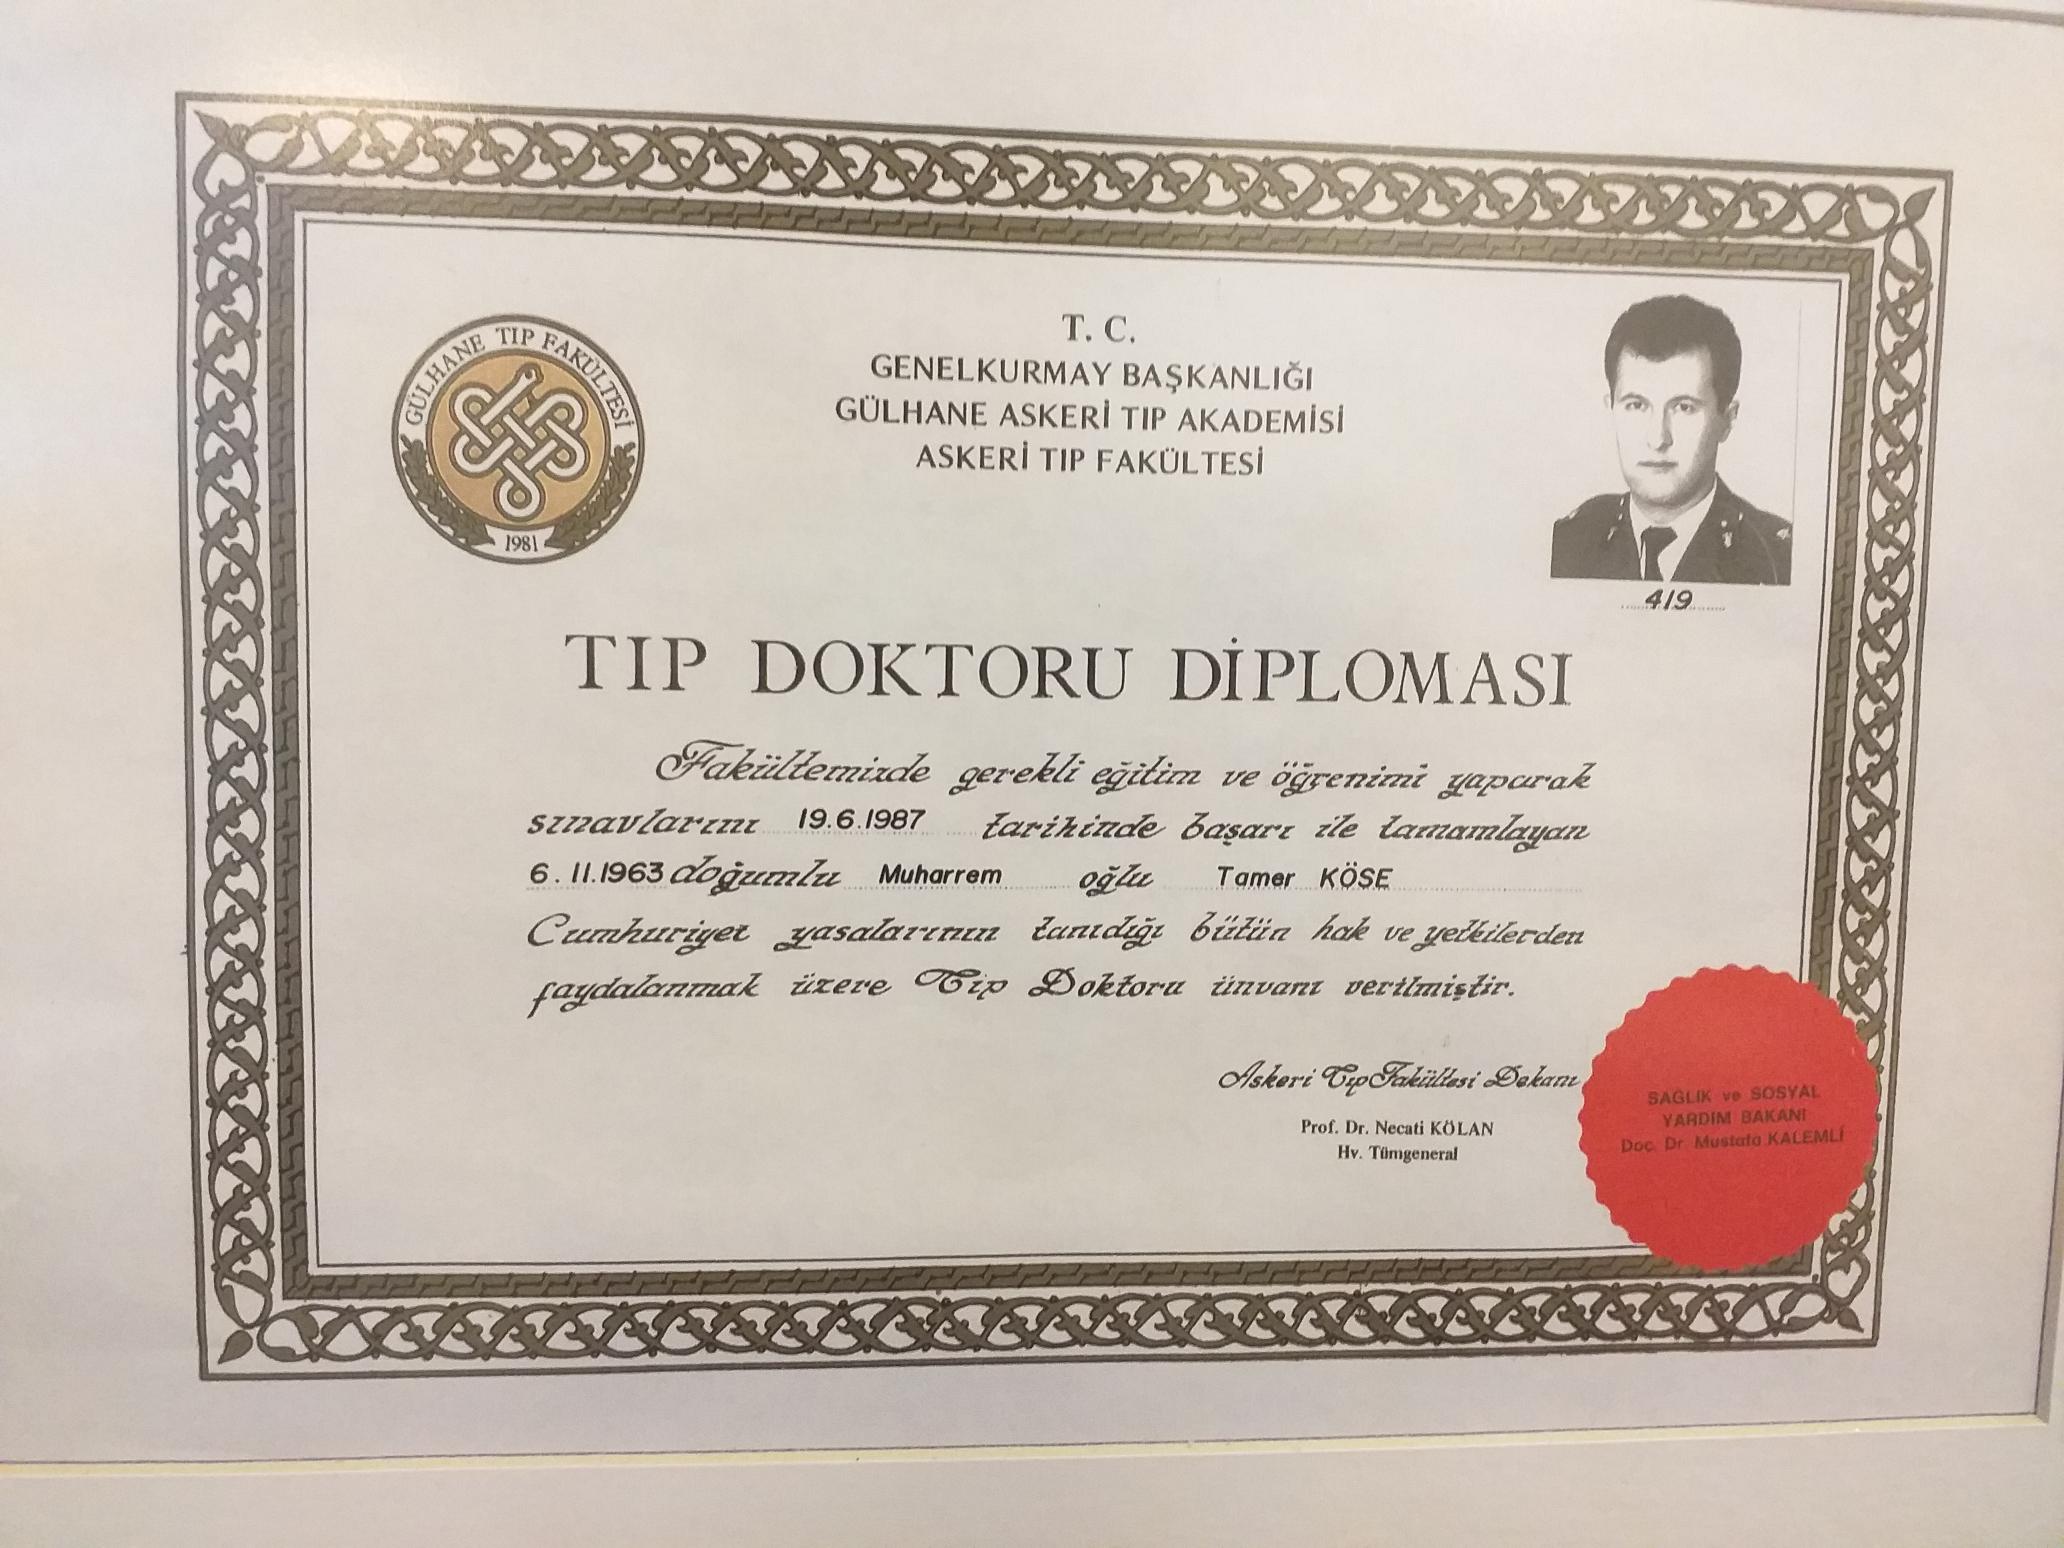 GÜLHANE TIP FAKÜLTESİ
1981
T. C.
GENELKURMAY BAŞKANLIĞI
GÜLHANE ASKERİ TIP AKADEMİSİ
ASKERİ TIP FAKÜLTESİ
419
TIP DOKTORU DİPLOMASI
Fakültemizde gerekli eğitim ve öğrenimi yaparak
sınavlarını 19.6.1987 tarihinde başarı ile tamamlayan
6.11.1963 doğumlu Muharrem oğlu Tamer KÖSE
Cumhuriyet yasalarının tanıdığı bütün hak ve yetkilerden
faydalanmak üzere Tıp Doktoru ünvanı verilmiştir.
Askeri Tıp Fakültesi Dekanı
Prof. Dr. Necati KÖLAN
Hv. Tümgeneral
SAĞLIK ve SOSYAL
YARDIM BAKANI
Doç. Dr. Mustafa KALEMLİ